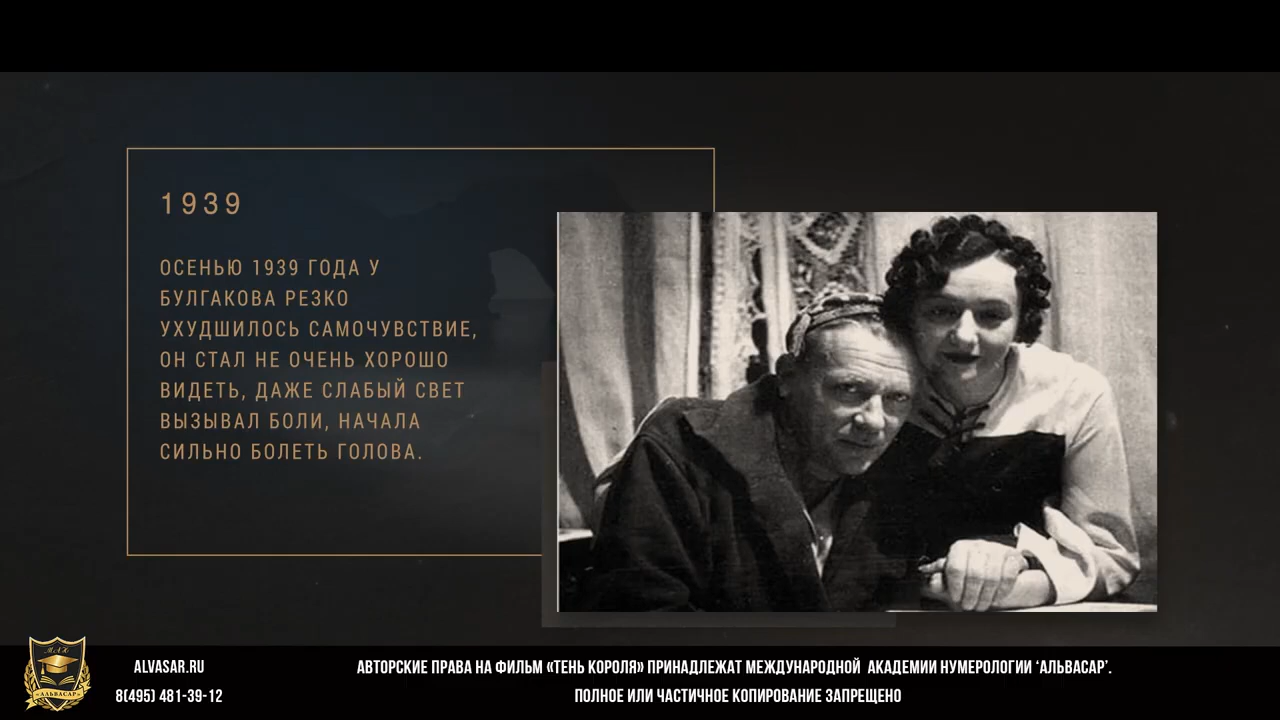 1939
ОСЕНЬЮ 1939 ГОДА У
БУЛГАКОВА РЕЗКО
УХУДШИЛОСЬ САМОЧУВСТВИЕ,
ОН СТАЛ НЕ ОЧЕНЬ ХОРОШО
ВИДЕТЬ, ДАЖЕ СЛАБЫЙ СВЕТ
ВЫЗЫВАЛ БОЛИ, НАЧАЛА
СИЛЬНО БОЛЕТЬ ГОЛОВА.
МАН
АЛЬВАСАР
ALVASAR.RU
8(495) 481-39-12
АВТОРСКИЕ ПРАВА НА ФИЛЬМ «ТЕНЬ КОРОЛЯ» ПРИНАДЛЕЖАТ МЕЖДУНАРОДНОЙ АКАДЕМИИ НУМЕРОЛОГИИ ‘АЛЬВАСАР’.
ПОЛНОЕ ИЛИ ЧАСТИЧНОЕ КОПИРОВАНИЕ ЗАПРЕЩЕНО